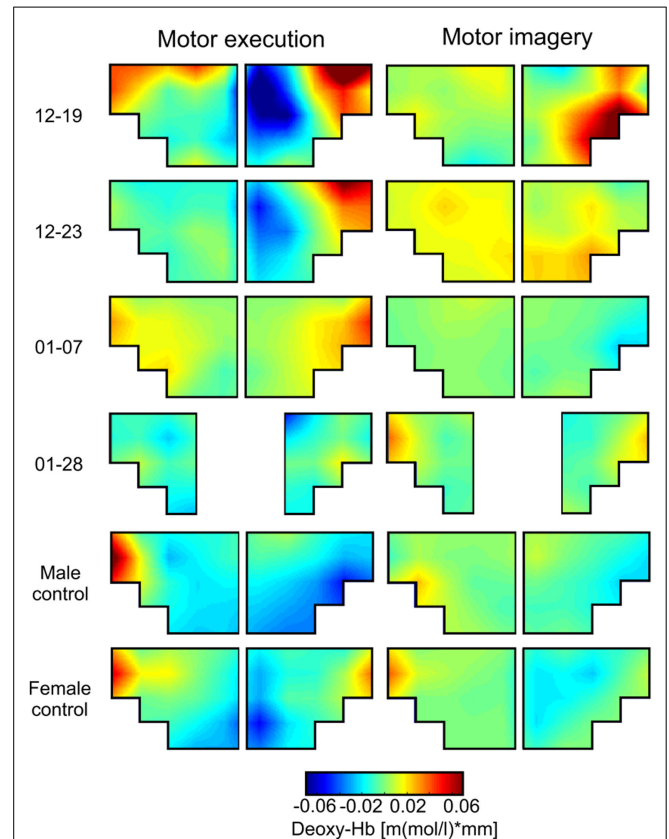 Motor execution
Motor imagery
12-19
12-23
01-07
01-28
Male
control
Female
control
-0.06 -0.02 0.02 0.06
Deoxy-Hb [m(mol/l)*mm]